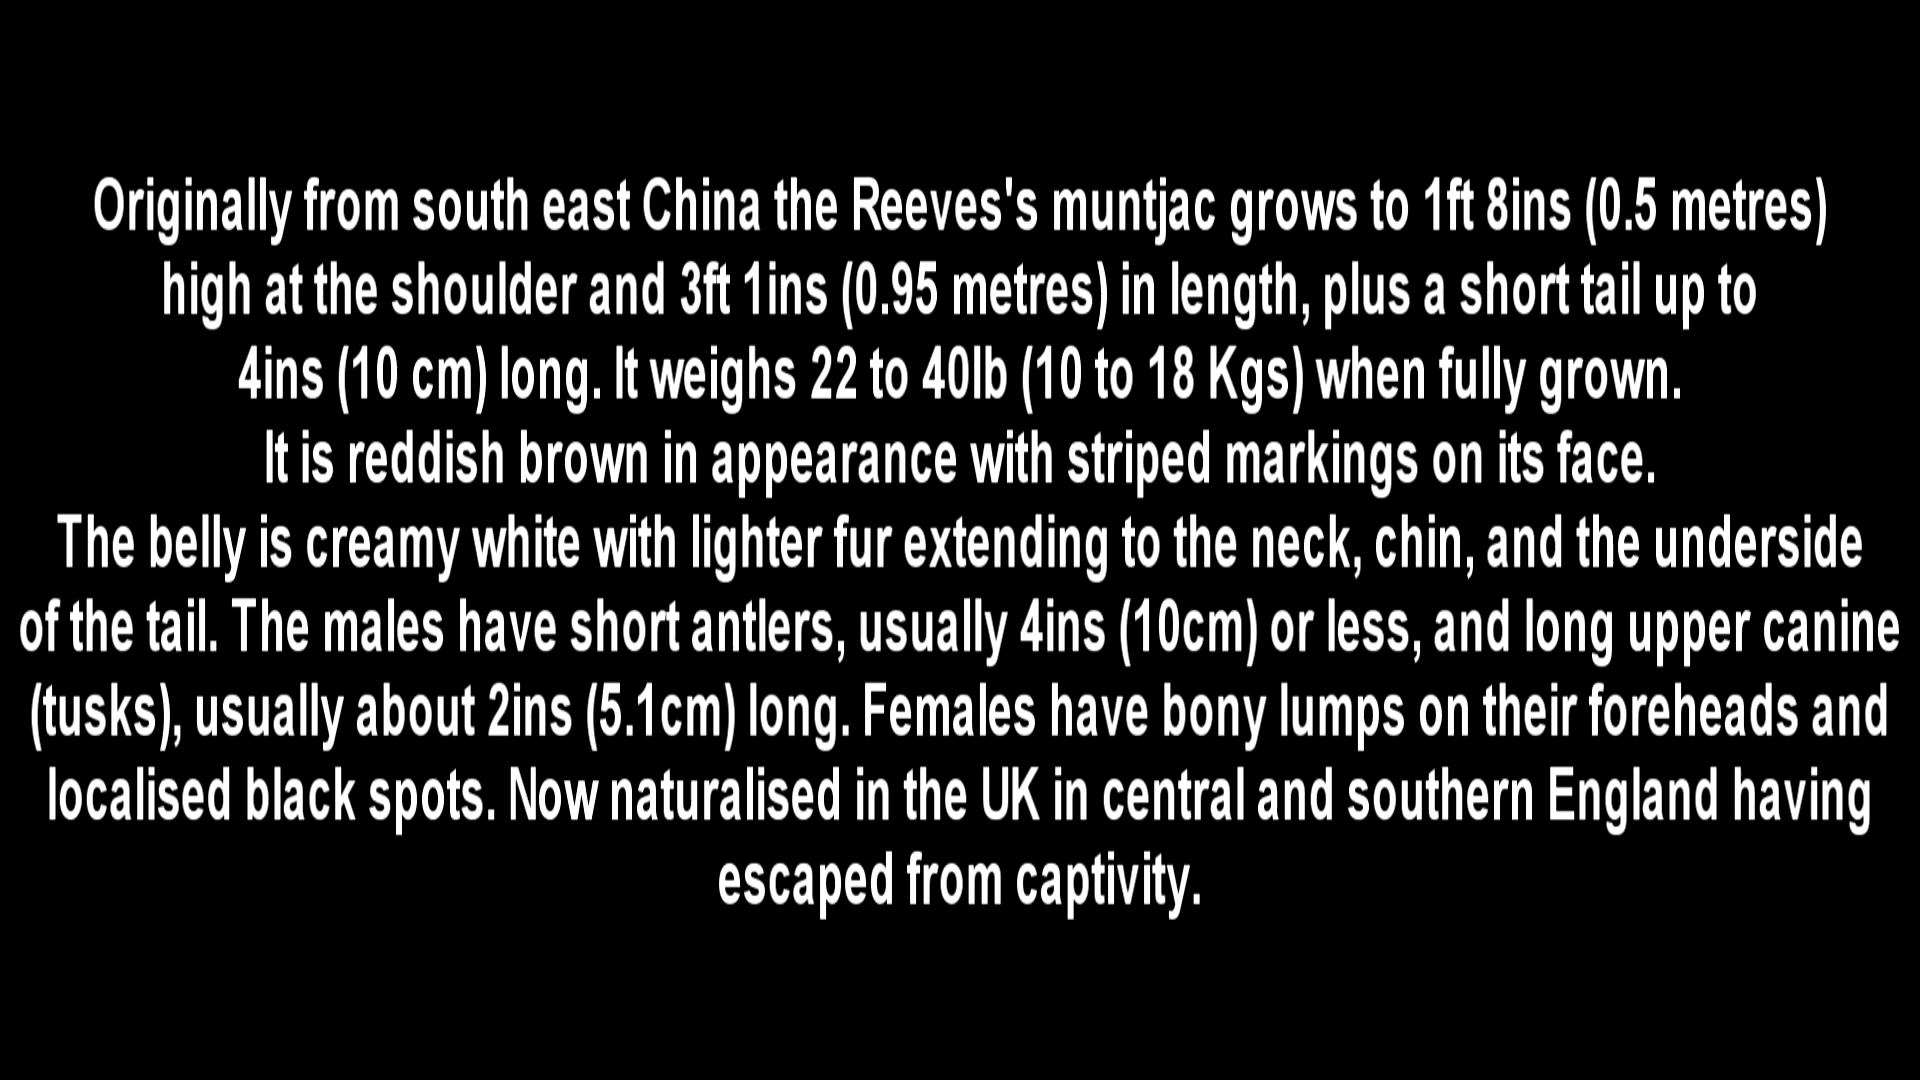 Originally from south east China the Reeves's muntjac grows to 1ft 8ins (0.5 metres)
high at the shoulder and 3ft 1ins (0.95 metres) in length, plus a short tail up to
4ins (10 cm) long. It weighs 22 to 40lb (10 to 18 Kgs) when fully grown.
It is reddish brown in appearance with striped markings on its face.
The belly is creamy white with lighter fur extending to the neck, chin, and the underside
of the tail. The males have short antlers, usually 4ins (10cm) or less, and long upper canine
(tusks), usually about 2ins (5.1cm) long. Females have bony lumps on their foreheads and
localised black spots. Now naturalised in the UK in central and southern England having
escaped from captivity.